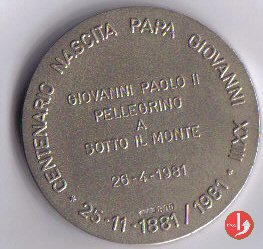 CENTENARIO NASCITA PAPA GIOVANNI XXIII
GIOVANNI PAOLO II
PELLEGRINO
A
SOTTO IL MONTE
26-4-1981
• 25-11-1881/1981 •